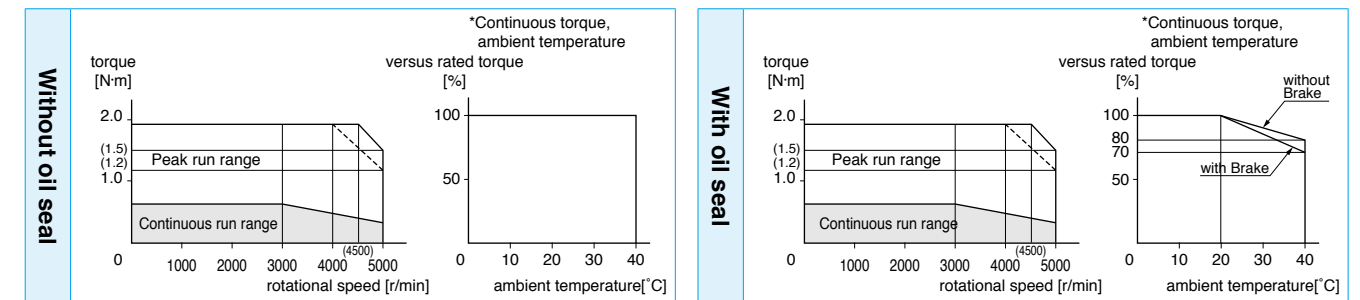 Without oil seal
torque
[N·m]
2.0
(1.5)
(1.2)
1.0
0
Peak run range
Continuous run range
(4500)
1000 2000 3000 4000 5000
rotational speed [r/min]
*Continuous torque,
ambient temperature
versus rated torque
[%]
100
50
0 10 20 30 40
ambient temperature[˚C]
With oil seal
torque
[N·m]
2.0
(1.5)
(1.2)
1.0
0
Peak run range
Continuous run range
(4500)
1000 2000 3000 4000 5000
rotational speed [r/min]
*Continuous torque,
ambient temperature
versus rated torque
[%]
without
Brake
100
80
70
with Brake
50
0 10 20 30 40
ambient temperature[˚C]